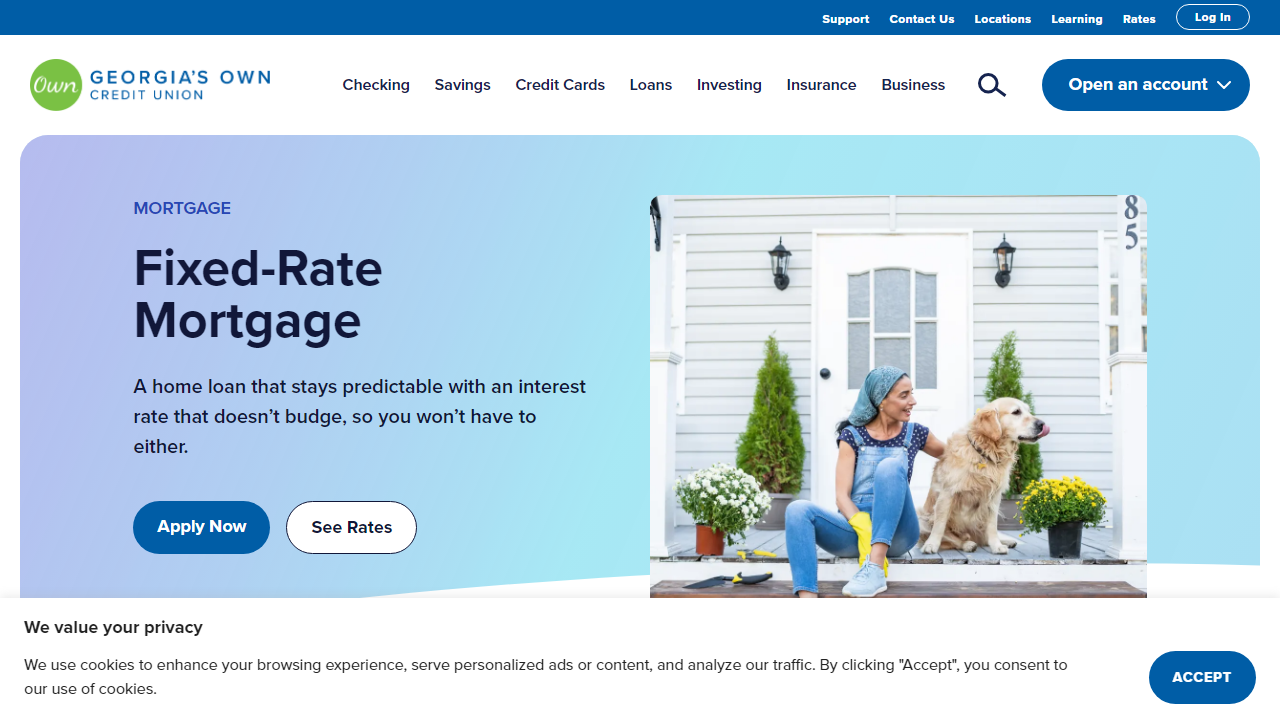 Support Contact Us Locations Learning Rates Log In
Own GEORGIA'S OWN
CREDIT UNION
Checking Savings Credit Cards Loans Investing Insurance Business Open an account
MORTGAGE
Fixed-Rate
Mortgage
A home loan that stays predictable with an interest
rate that doesn’t budge, so you won’t have to
either.
Apply Now See Rates
8
5
We value your privacy
We use cookies to enhance your browsing experience, serve personalized ads or content, and analyze our traffic. By clicking "Accept", you consent to
our use of cookies.
ACCEPT